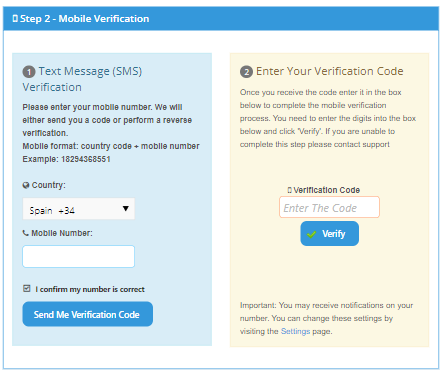 Step 2 - Mobile Verification
1 Text Message (SMS)
Verification
Please enter your mobile number. We will
either send you a code or perform a reverse
verification.
Mobile format: country code + mobile number
Example: 18294368551
Country:
Spain +34
Mobile Number:
I confirm my number is correct
Send Me Verification Code
2 Enter Your Verification Code
Once you receive the code enter it in the box
below to complete the mobile verification
process. You need to enter the digits into the box
below and click 'Verify'. If you are unable to
complete this step please contact support
Verification Code
Enter The Code
Verify
Important: You may receive notifications on your
number. You can change these settings by
visiting the Settings page.